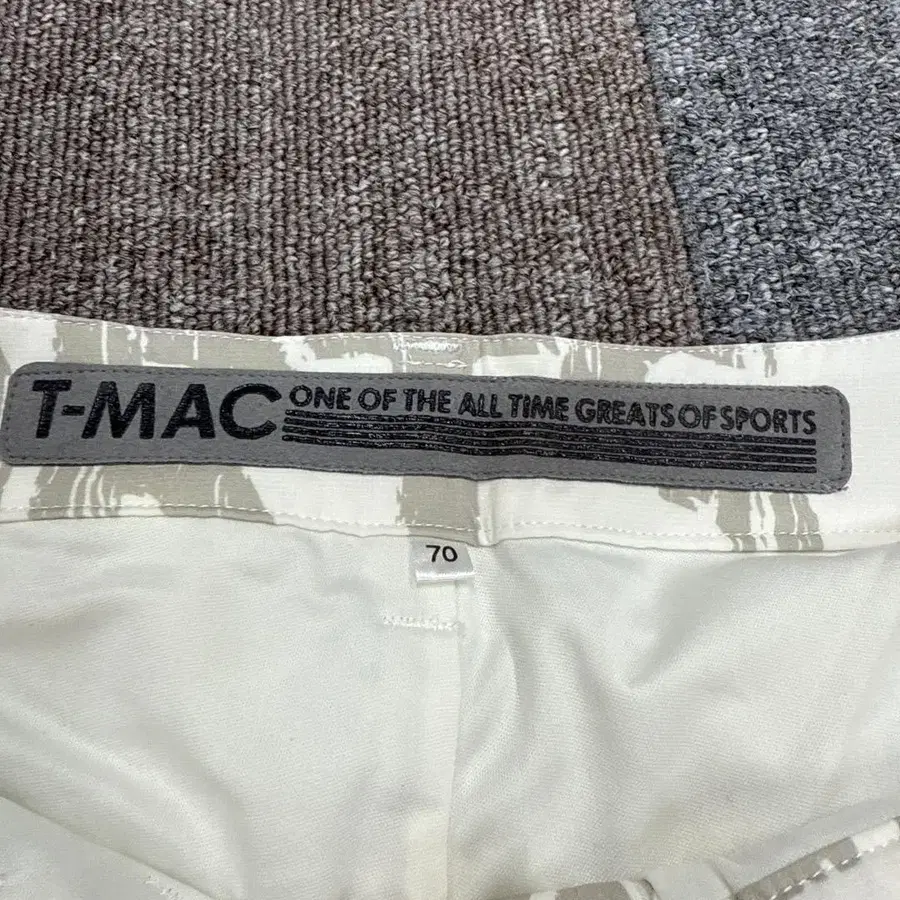 T-MAC ONE OF THE ALL TIME GREATS OF SPORTS
70